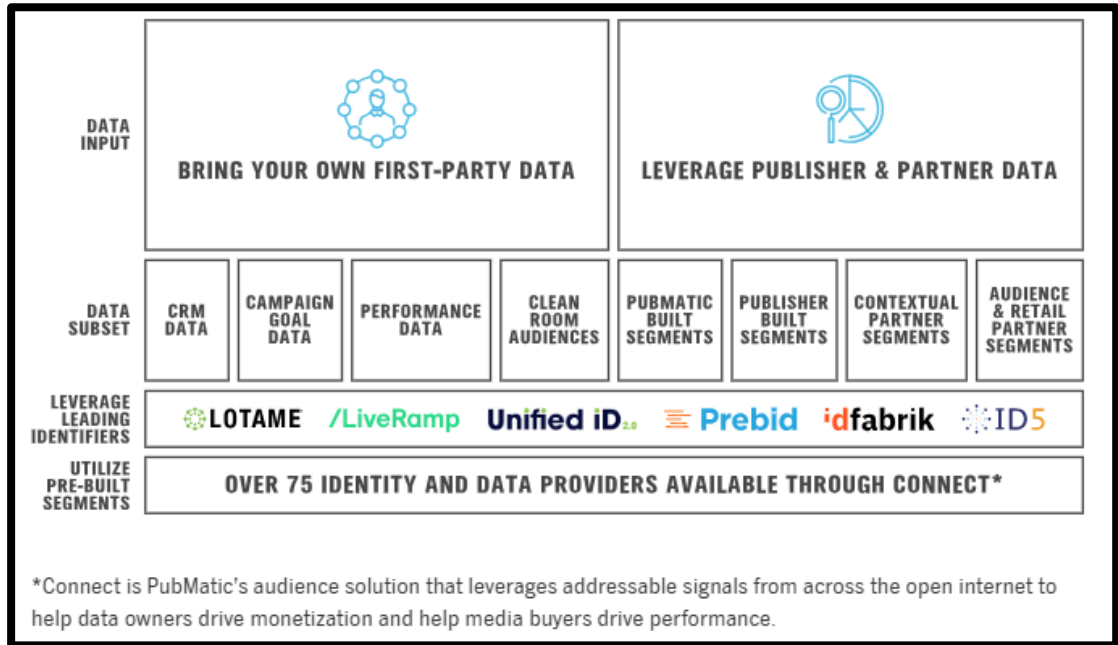 DATA
INPUT
BRING YOUR OWN FIRST-PARTY DATA
LEVERAGE PUBLISHER & PARTNER DATA
DATA
SUBSET
CRM
DATA
CAMPAIGN
GOAL
DATA
PERFORMANCE
DATA
CLEAN
ROOM
AUDIENCES
PUBMATIC
BUILT
SEGMENTS
PUBLISHER
BUILT
SEGMENTS
CONTEXTUAL
PARTNER
SEGMENTS
AUDIENCE
& RETAIL
PARTNER
SEGMENTS
LEVERAGE
LEADING
IDENTIFIERS
LOTAME /LiveRamp Unified iD 2.0 Prebid idfabrik ID5
UTILIZE
PRE-BUILT
SEGMENTS
OVER 75 IDENTITY AND DATA PROVIDERS AVAILABLE THROUGH CONNECT*
*Connect is PubMatic's audience solution that leverages addressable signals from across the open internet to
help data owners drive monetization and help media buyers drive performance.